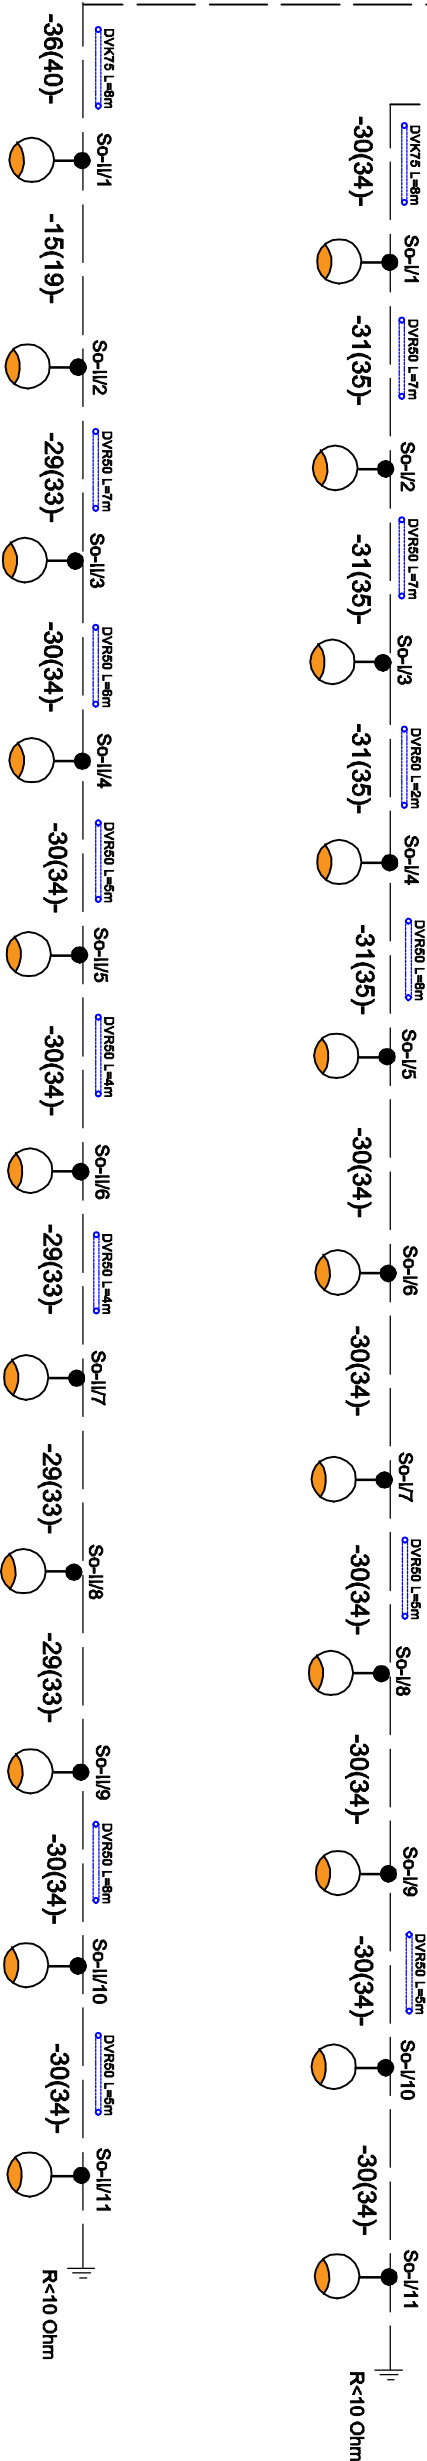 DVK75 L=8m
-30(34)-
So-I/1
DVR50 L=7m
-31(35)-
So-I/2
DVR50 L=7m
-31(35)-
So-I/3
DVR50 L=2m
-31(35)-
So-I/4
DVR50 L=8m
-31(35)-
So-I/5
-30(34)-
So-I/6
-30(34)-
So-I/7
DVR50 L=5m
-30(34)-
So-I/8
-30(34)-
So-I/9
DVR50 L=5m
-30(34)-
So-I/10
-30(34)-
So-I/11
R<10 Ohm
DVK75 L=8m
-36(40)-
So-II/1
-15(19)-
So-II/2
DVR50 L=7m
-29(33)-
So-II/3
DVR50 L=6m
-30(34)-
So-II/4
DVR50 L=5m
-30(34)-
So-II/5
DVR50 L=4m
-30(34)-
So-II/6
DVR50 L=4m
-29(33)-
So-II/7
-29(33)-
So-II/8
-29(33)-
So-II/9
DVR50 L=8m
-30(34)-
So-II/10
DVR50 L=5m
-30(34)-
So-II/11
R<10 Ohm